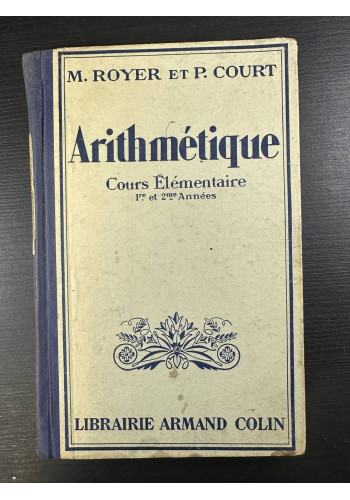 M. ROYER ET P. COURT
Arithmétique
Cours Élémentaire
1re et 2me Années
LIBRAIRIE ARMAND COLIN